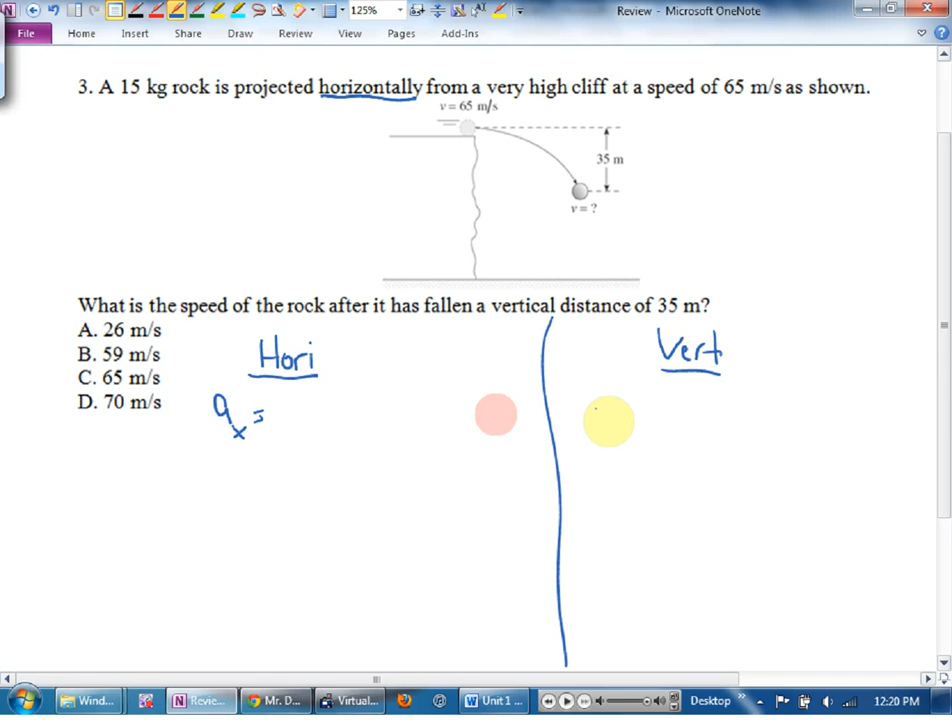 Review - Microsoft OneNote
125%
File Home Insert Share Draw Review View Pages Add-Ins
3. A 15 kg rock is projected horizontally from a very high cliff at a speed of 65 m/s as shown.
v = 65 m/s
35 m
v = ?
What is the speed of the rock after it has fallen a vertical distance of 35 m?
A. 26 m/s
B. 59 m/s
C. 65 m/s
D. 70 m/s
Hori
Vert
ax =
Wind... Revie... Mr. D... Virtual... Unit 1 ... Desktop 12:20 PM